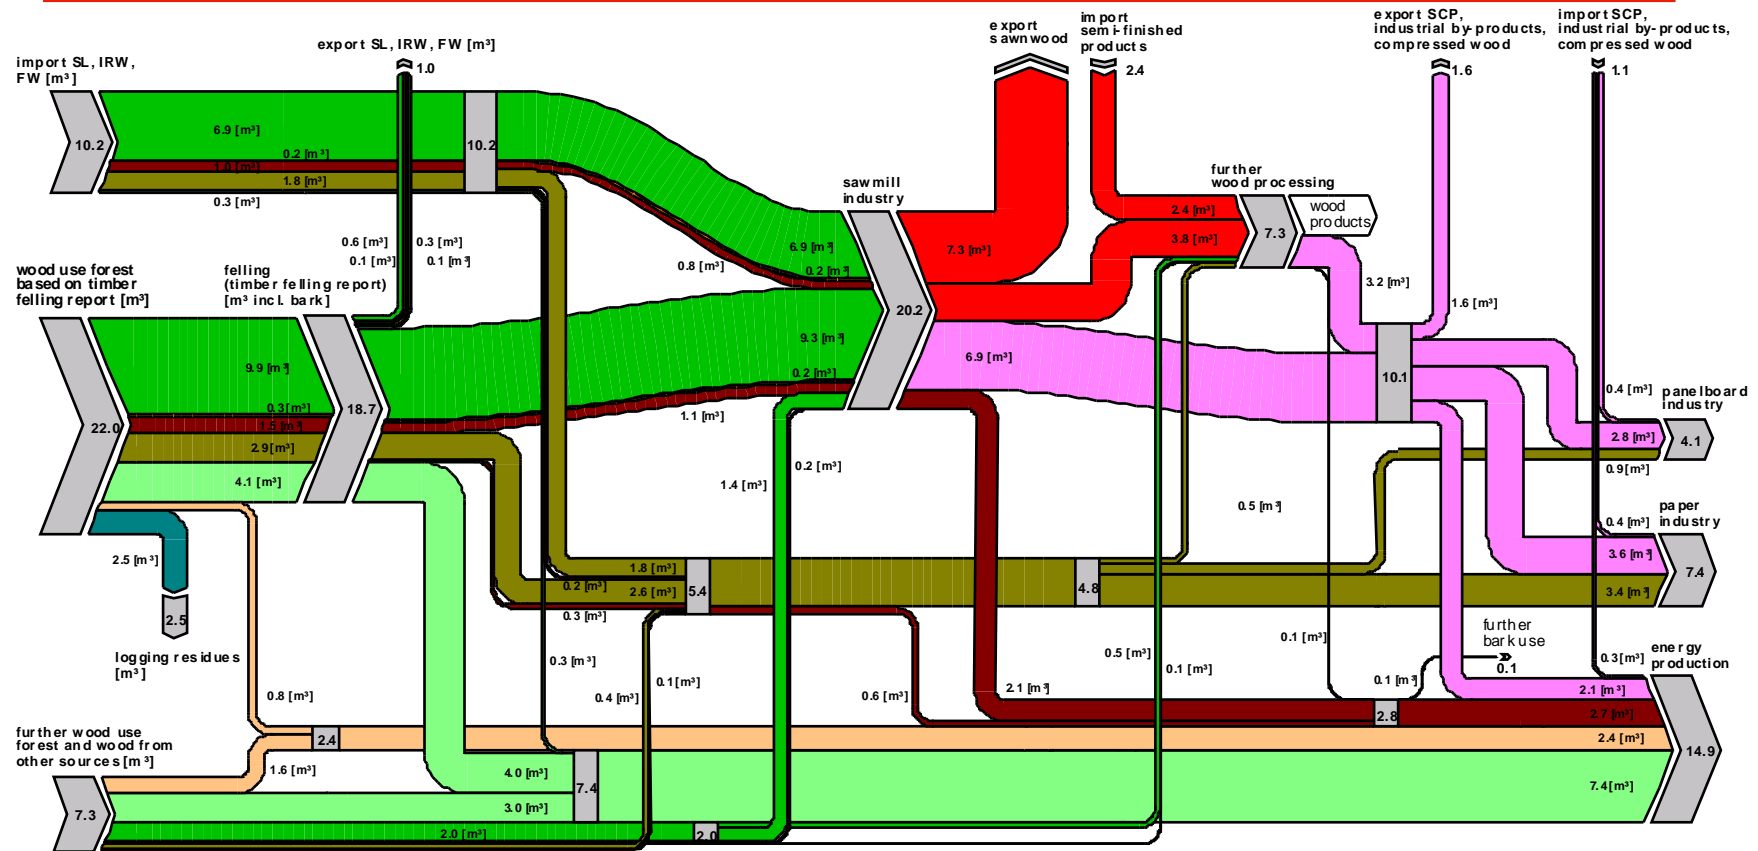 import SL, IRW,
FW [m³]
export SL, IRW, FW [m³]
1.0
export
sawnwood
import
semi-finished
products
2.4
export SCP,
industrial by-products,
compressed wood
1.6
import SCP,
industrial by-products,
compressed wood
1.1
10.2
6.9 [m³]
0.2 [m³]
1.0 [m³]
1.8 [m³]
0.3 [m³]
10.2
sawmill
industry
further
wood processing
wood
products
2.4 [m³]
3.8 [m³]
7.3
7.3 [m³]
0.6 [m³]
0.1 [m³]
0.3 [m³]
0.1 [m³]
0.8 [m³]
6.9 [m³]
0.2 [m³]
20.2
3.2 [m³]
1.6 [m³]
wood use forest
based on timber
felling report [m³]
felling
(timber felling report)
[m³ incl. bark]
9.9 [m³]
0.3 [m³]
1.5 [m³]
2.9 [m³]
4.1 [m³]
22.0
18.7
9.3 [m³]
0.2 [m³]
1.1 [m³]
6.9 [m³]
10.1
0.4 [m³]
panelboard
industry
2.8 [m³]
4.1
0.9 [m³]
0.2 [m³]
1.4 [m³]
0.5 [m³]
paper
industry
0.4 [m³]
3.6 [m³]
7.4
3.4 [m³]
2.5 [m³]
2.5
1.8 [m³]
0.2 [m³]
2.6 [m³]
0.3 [m³]
5.4
4.8
logging residues
[m³]
0.8 [m³]
0.3 [m³]
0.4 [m³]
0.1 [m³]
0.6 [m³]
2.1 [m³]
0.5 [m³]
0.1 [m³]
0.1 [m³]
0.1 [m³]
further
bark use
0.1
energy
production
0.3 [m³]
2.1 [m³]
2.8
2.7 [m³]
2.4 [m³]
14.9
7.4 [m³]
further wood use
forest and wood from
other sources [m³]
2.4
1.6 [m³]
7.3
4.0 [m³]
3.0 [m³]
7.4
2.0 [m³]
2.0